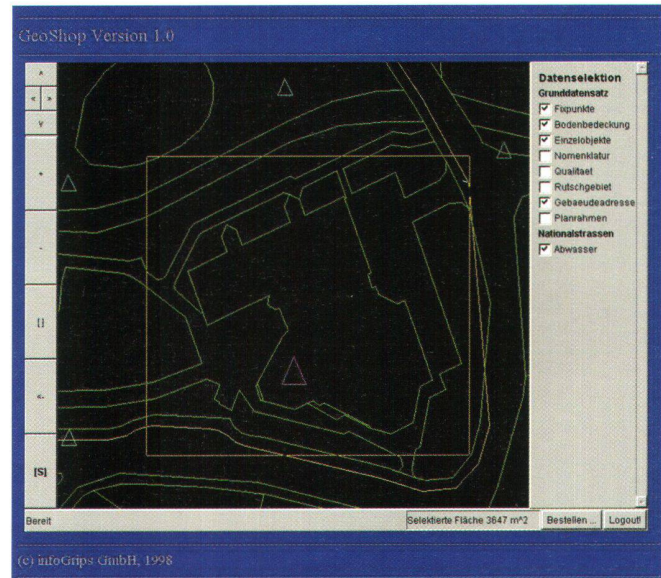 GeoShop Version 1.0
^
< >
v
+
-
[]
<-
[S]
Datenselektion
Grunddatensatz
Fixpunkte
Bodenbedeckung
Einzelobjekte
Nomenklatur
Qualitaet
Rutschgebiet
Gebaeudeadresse
Planrahmen
Nationalstrassen
Abwasser
Bereit
Selektierte Fläche 3647 m^2
Bestellen ...
Logout!
(c) infoGrips GmbH, 1998